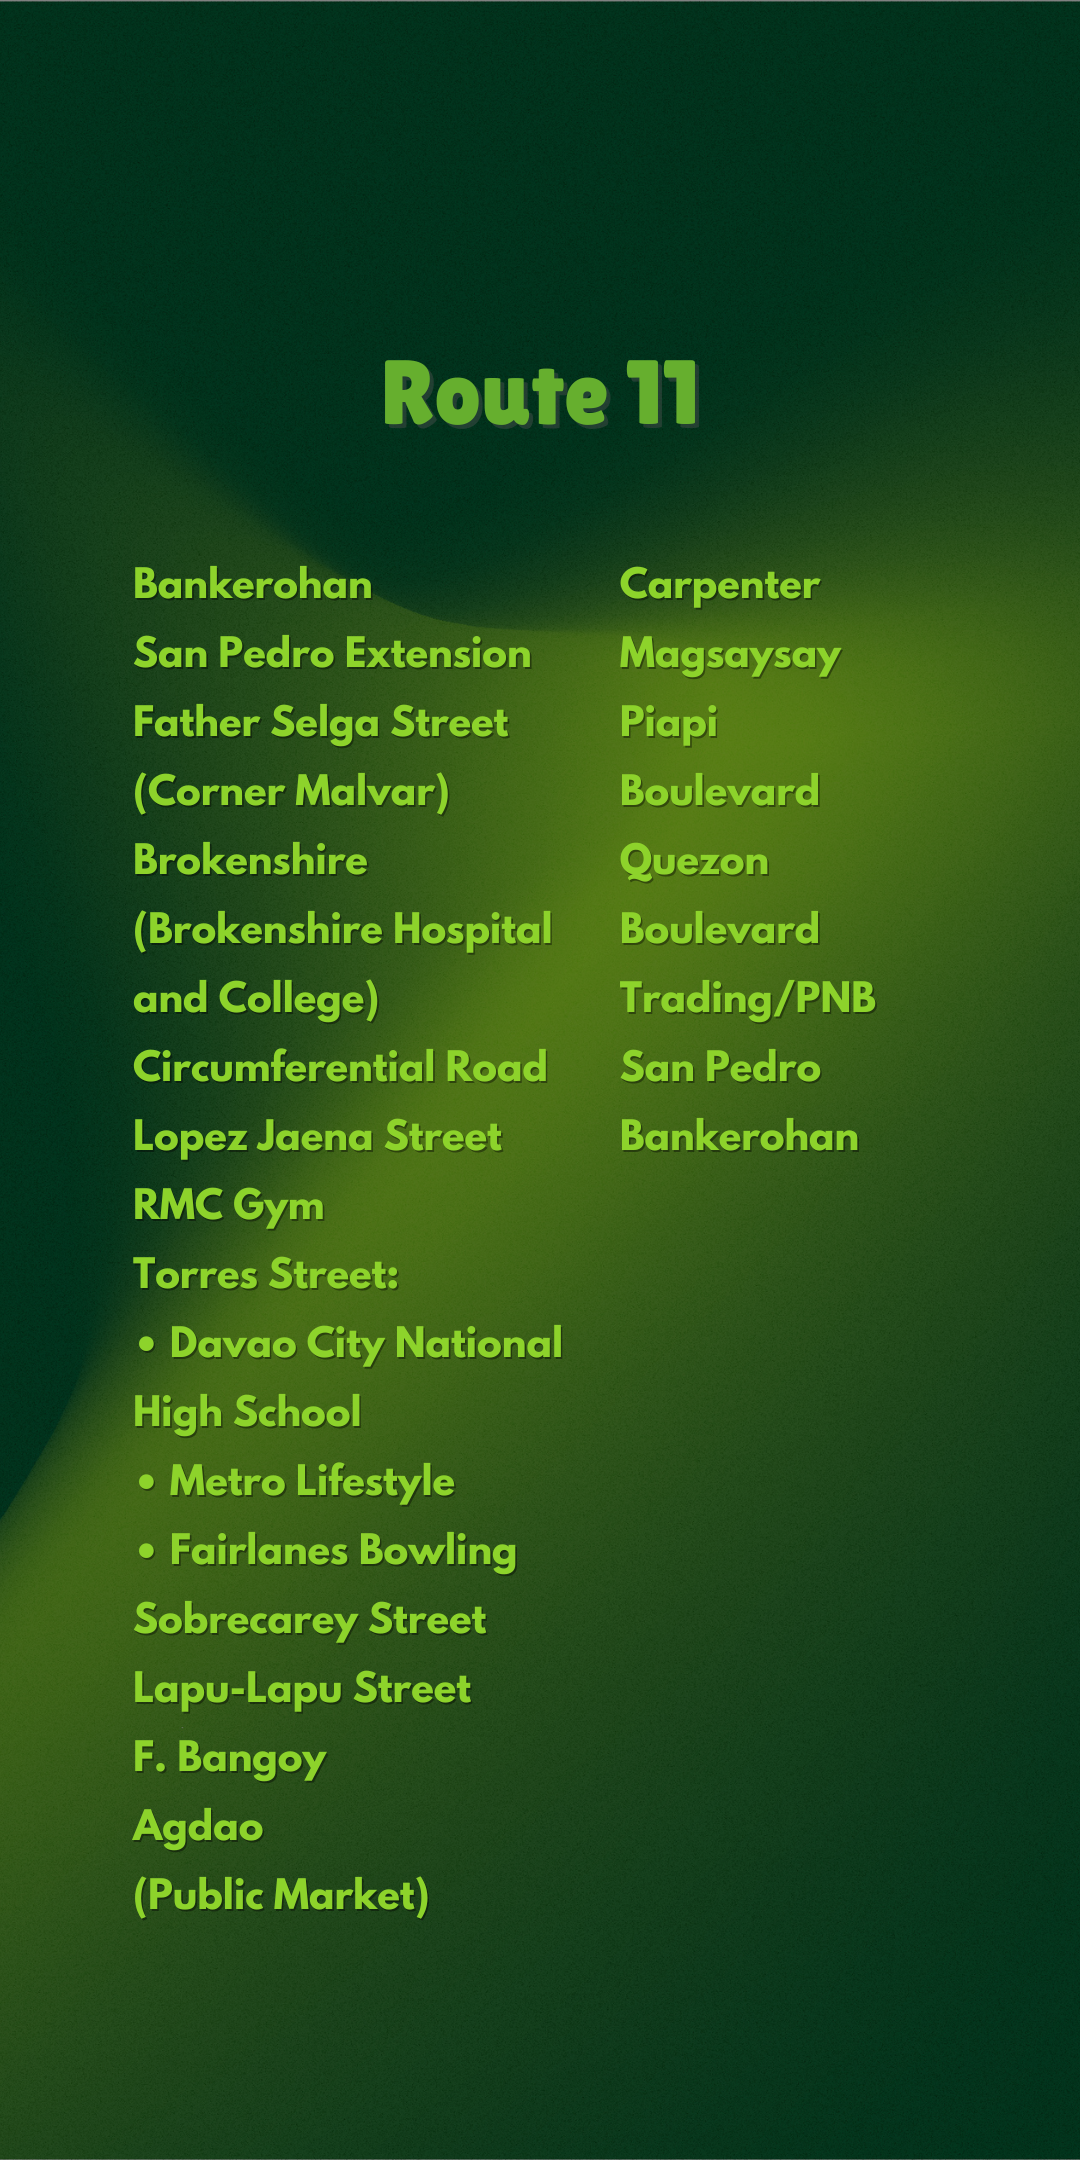 Route 11
Bankerohan
San Pedro Extension
Father Selga Street
(Corner Malvar)
Brokenshire
(Brokenshire Hospital
and College)
Circumferential Road
Lopez Jaena Street
RMC Gym
Torres Street:
• Davao City National
High School
• Metro Lifestyle
• Fairlanes Bowling
Sobrecarey Street
Lapu-Lapu Street
F. Bangoy
Agdao
(Public Market)
Carpenter
Magsaysay
Piapi
Boulevard
Quezon
Boulevard
Trading/PNB
San Pedro
Bankerohan